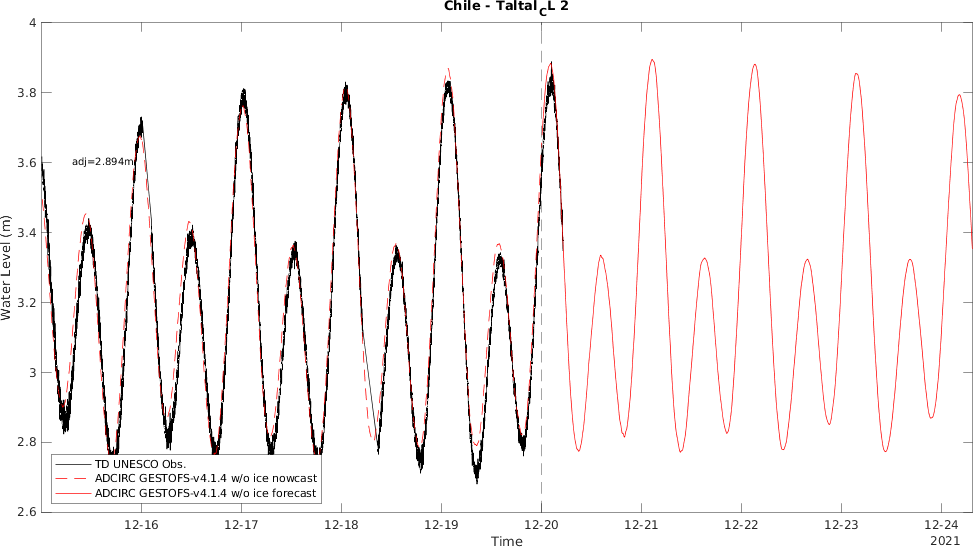 Chile - Taltal_CL 2
4
3.8
3.6
3.4
3.2
3
2.8
2.6
Water Level (m)
adj=2.894m
TD UNESCO Obs.
ADCIRC GESTOFS-v4.1.4 w/o ice nowcast
ADCIRC GESTOFS-v4.1.4 w/o ice forecast
12-16 12-17 12-18 12-19 12-20 12-21 12-22 12-23 12-24
Time
2021